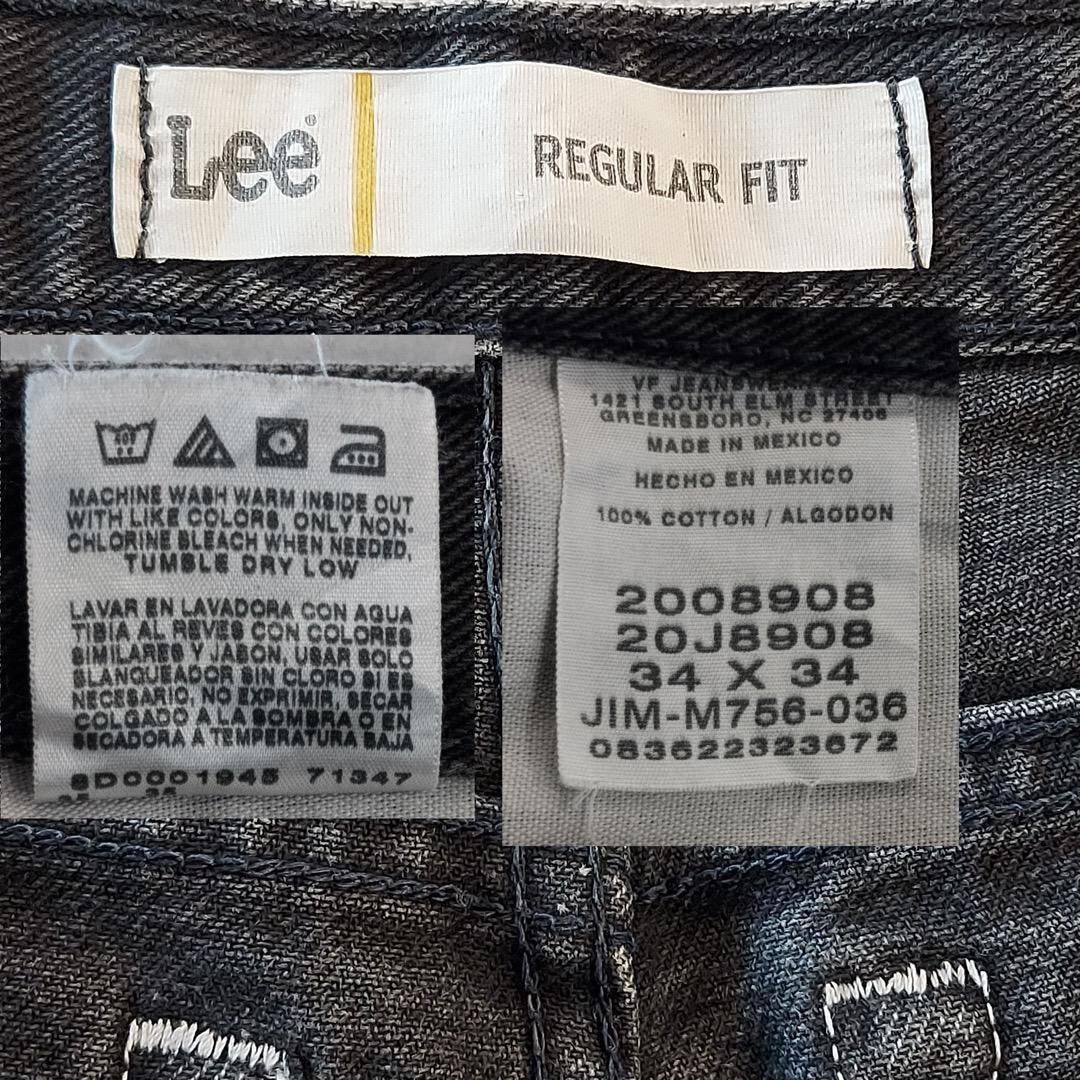 Lee®
REGULAR FIT
40°
MACHINE WASH WARM INSIDE OUT
WITH LIKE COLORS, ONLY NON-
CHLORINE BLEACH WHEN NEEDED,
TUMBLE DRY LOW
LAVAR EN LAVADORA CON AGUA
TIBIA AL REVES CON COLORES
SIMILARES Y JABON, USAR SOLO
BLANQUEADOR SIN CLORO SI ES
NECESARIO, NO EXPRIMIR, SECAR
COLGADO A LA SOMBRA O EN
SECADORA A TEMPERATURA BAJA
SD0001945 71347
VF JEANSWEAR
1421 SOUTH ELM STREET
GREENSBORO, NC 27406
MADE IN MEXICO
HECHO EN MEXICO
100% COTTON / ALGODON
2008908
20J8908
34 X 34
JIM-M756-036
083622323672